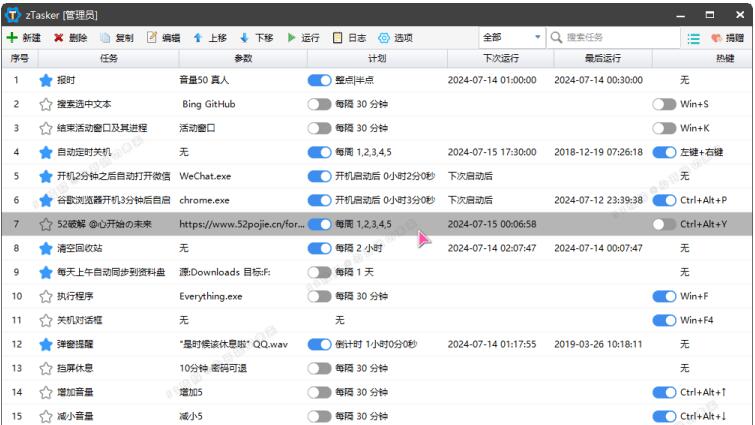 zTasker [管理员]
新建 删除 复制 编辑 上移 下移 运行 日志 选项 全部 搜索任务 捐赠
序号 任务 参数 计划 下次运行 最后运行 热键
1 报时 音量50 真人 整点|半点 2024-07-14 01:00:00 2024-07-14 00:30:00 无
2 搜索选中文本 Bing GitHub 每隔 30 分钟 Win+S
3 结束活动窗口及其进程 活动窗口 每隔 30 分钟 Win+K
4 自动定时关机 无 每周 1,2,3,4,5 2024-07-15 17:30:00 2018-12-19 07:26:18 左键+右键
5 开机2分钟之后自动打开微信 WeChat.exe 开机启动后 0小时2分0秒 下次启动后 无
6 谷歌浏览器开机3分钟后自启 chrome.exe 开机启动后 0小时3分0秒 下次启动后 2024-07-12 23:39:38 Ctrl+Alt+P
7 52破解 @心开始の未来 https://www.52pojie.cn/for... 每周 1,2,3,4,5 2024-07-15 00:06:58 Ctrl+Alt+Y
8 清空回收站 无 每隔 2 小时 2024-07-14 02:07:47 2024-07-14 00:07:47 无
9 每天上午自动同步到资料盘 源:Downloads 目标:F: 每隔 1 天 无
10 执行程序 Everything.exe 每隔 30 分钟 Win+F
11 关机对话框 无 无 Win+F4
12 弹窗提醒 "是时候该休息啦" QQ.wav 倒计时 1小时0分0秒 2024-07-14 01:17:55 2019-03-26 10:18:11 无
13 挡屏休息 10分钟 密码可退 每隔 30 分钟 无
14 增加音量 增加5 每隔 30 分钟 Ctrl+Alt+↑
15 减小音量 减小5 每隔 30 分钟 Ctrl+Alt+↓